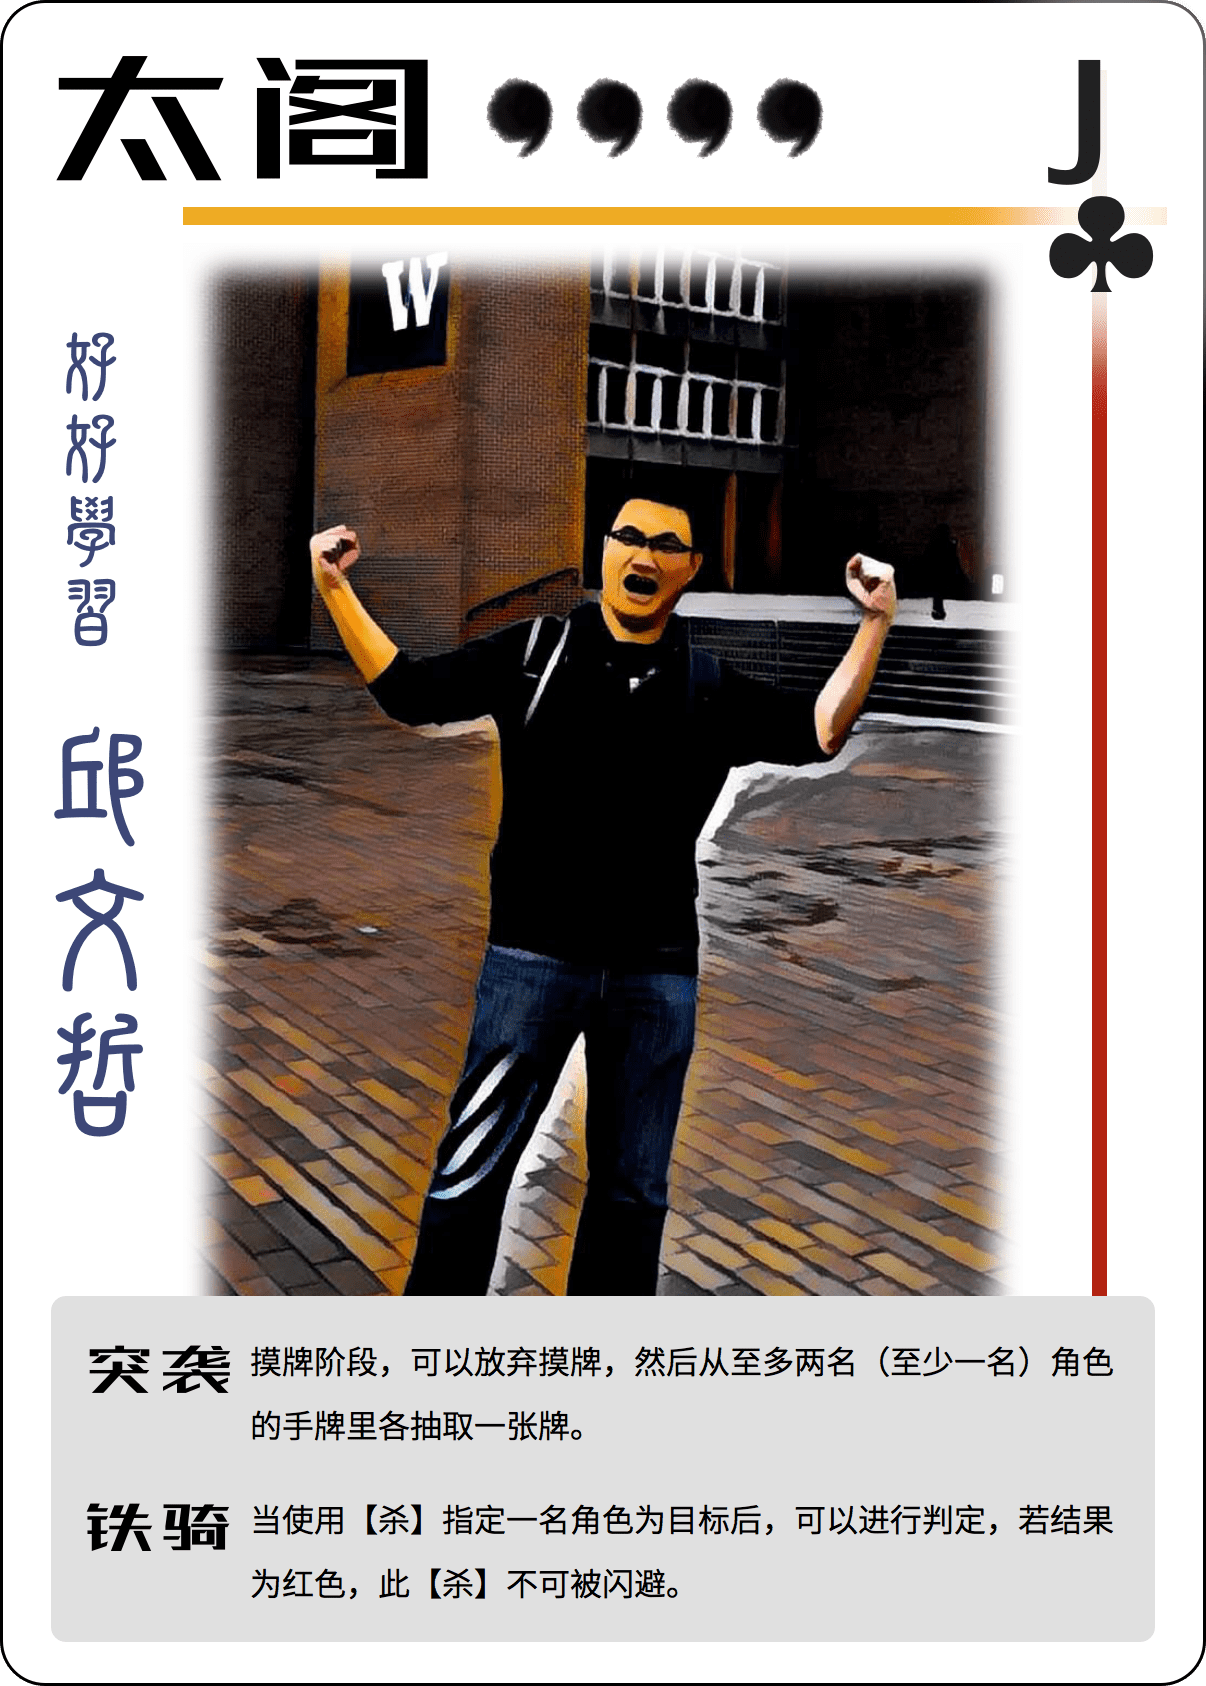 太阁
J
W
好好學習
邱文哲
突袭 摸牌阶段，可以放弃摸牌，然后从至多两名（至少一名）角色
的手牌里各抽取一张牌。
铁骑 当使用【杀】指定一名角色为目标后，可以进行判定，若结果
为红色，此【杀】不可被闪避。